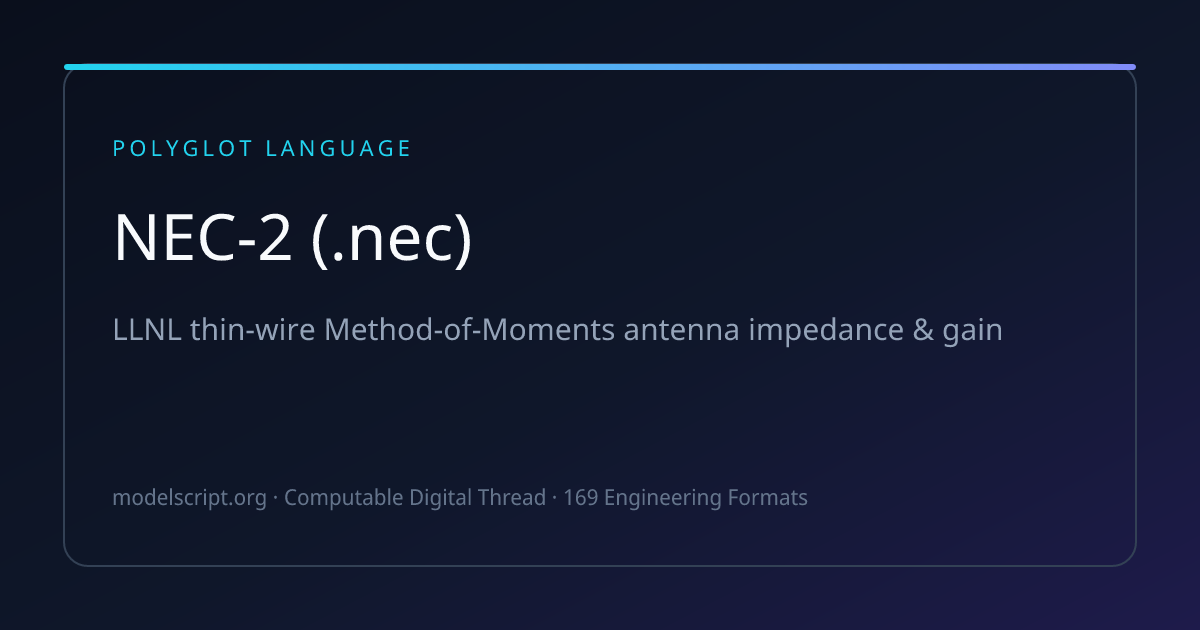 POLYGLOT LANGUAGE
NEC-2 (.nec)
LLNL thin-wire Method-of-Moments antenna impedance & gain
modelscript.org · Computable Digital Thread · 169 Engineering Formats